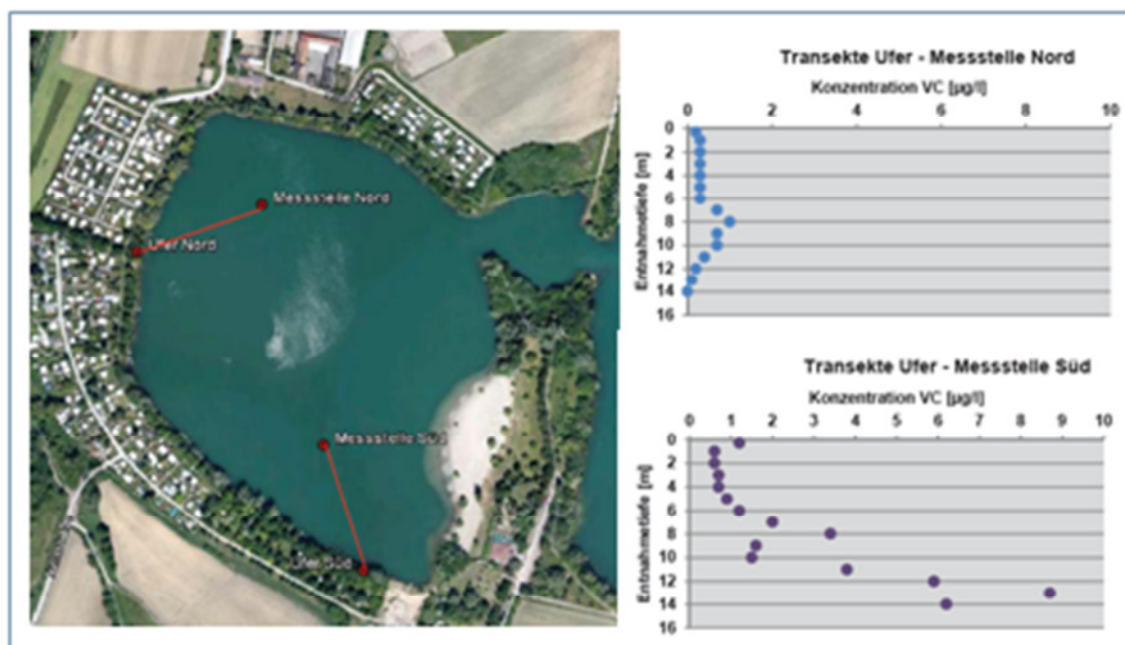 Messstelle Nord
Ufer Nord
Messstelle Süd
Ufer Süd
Transekte Ufer - Messstelle Nord
Konzentration VC [µg/l]
0 2 4 6 8 10
Entnahmetiefe [m]
0
2
4
6
8
10
12
14
16
Transekte Ufer - Messstelle Süd
Konzentration VC [µg/l]
0 1 2 3 4 5 6 7 8 9 10
Entnahmetiefe [m]
0
2
4
6
8
10
12
14
16